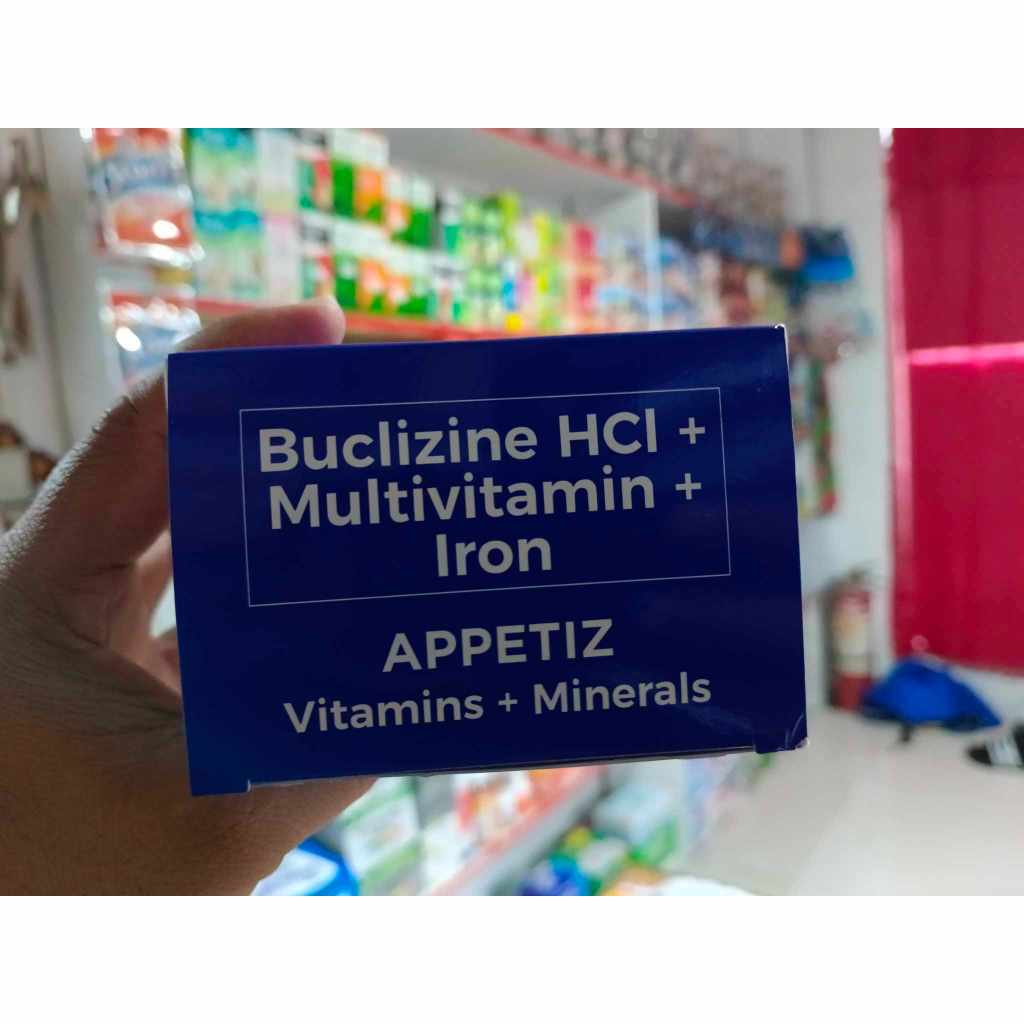 Buclizine HCl +
Multivitamin +
Iron
APPETIZ
Vitamins + Minerals